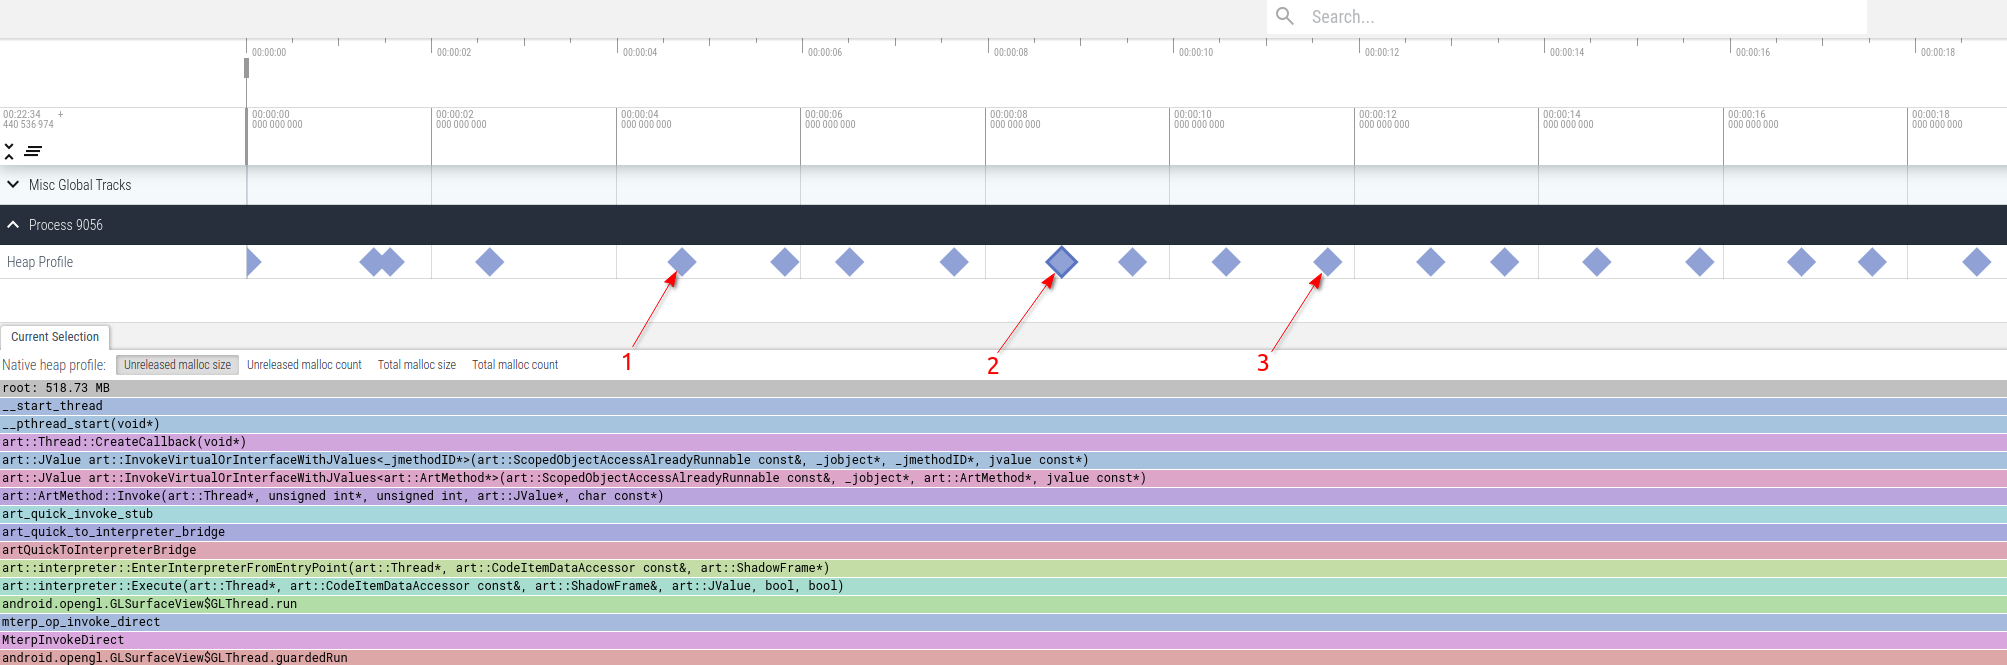 Search...
00:00:00 00:00:02 00:00:04 00:00:06 00:00:08 00:00:10 00:00:12 00:00:14 00:00:16 00:00:18
00:22:34 + 00:00:00 00:00:02 00:00:04 00:00:06 00:00:08 00:00:10 00:00:12 00:00:14 00:00:16 00:00:18
440 536 974 000 000 000 000 000 000 000 000 000 000 000 000 000 000 000 000 000 000 000 000 000 000 000 000 000 000 000 000 000
Misc Global Tracks
Process 9056
Heap Profile
1 2 3
Current Selection
Native heap profile: Unreleased malloc size Unreleased malloc count Total malloc size Total malloc count
root: 518.73 MB
__start_thread
__pthread_start(void*)
art::Thread::CreateCallback(void*)
art::JValue art::InvokeVirtualOrInterfaceWithJValues<_jmethodID*>(art::ScopedObjectAccessAlreadyRunnable const&, _jobject*, _jmethodID*, jvalue const*)
art::JValue art::InvokeVirtualOrInterfaceWithJValues<art::ArtMethod*>(art::ScopedObjectAccessAlreadyRunnable const&, _jobject*, art::ArtMethod*, jvalue const*)
art::ArtMethod::Invoke(art::Thread*, unsigned int*, unsigned int, art::JValue*, char const*)
art_quick_invoke_stub
art_quick_to_interpreter_bridge
artQuickToInterpreterBridge
art::interpreter::EnterInterpreterFromEntryPoint(art::Thread*, art::CodeItemDataAccessor const&, art::ShadowFrame*)
art::interpreter::Execute(art::Thread*, art::CodeItemDataAccessor const&, art::ShadowFrame&, art::JValue, bool, bool)
android.opengl.GLSurfaceView$GLThread.run
mterp_op_invoke_direct
MterpInvokeDirect
android.opengl.GLSurfaceView$GLThread.guardedRun